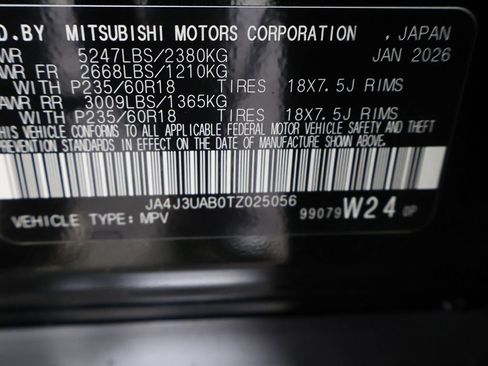 D.BY MITSUBISHI MOTORS CORPORATION , JAPAN
WR 5247LBS/2380KG JAN 2026
AWR FR 2668LBS/1210KG
WITH P235/60R18 TIRES 18X7.5J RIMS
AWR RR 3009LBS/1365KG
WITH P235/60R18 TIRES 18X7.5J RIMS
THIS VEHICLE CONFORMS TO ALL APPLICABLE FEDERAL MOTOR VEHICLE SAFETY AND THEFT
PREVENTION STANDARDS IN EFFECT ON THE DATE OF MANUFACTURE SHOWN ABOVE.
JA4J3UAB0TZ025056
VEHICLE TYPE: MPV 99079 W24 0P